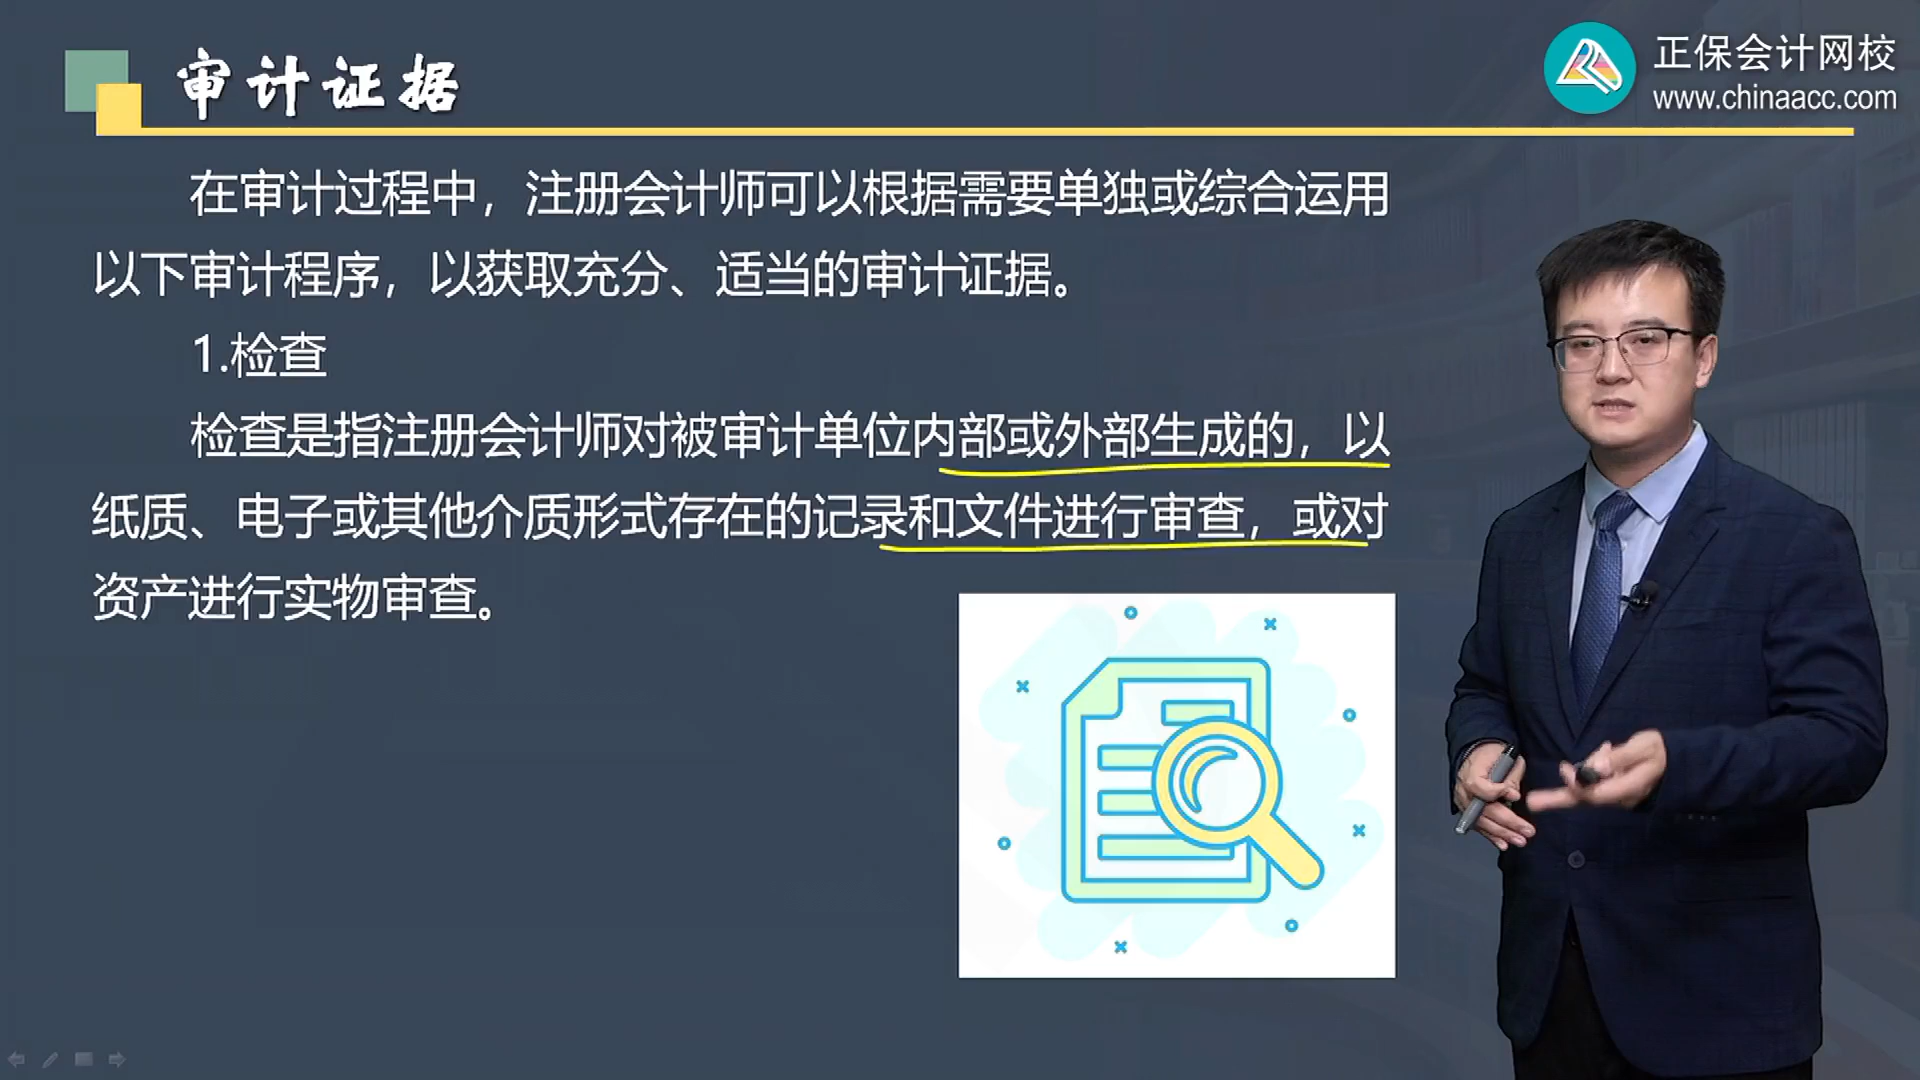 审计证据
正保会计网校
www.chinaacc.com
在审计过程中，注册会计师可以根据需要单独或综合运用
以下审计程序，以获取充分、适当的审计证据。
1.检查
检查是指注册会计师对被审计单位内部或外部生成的，以
纸质、电子或其他介质形式存在的记录和文件进行审查，或对
资产进行实物审查。